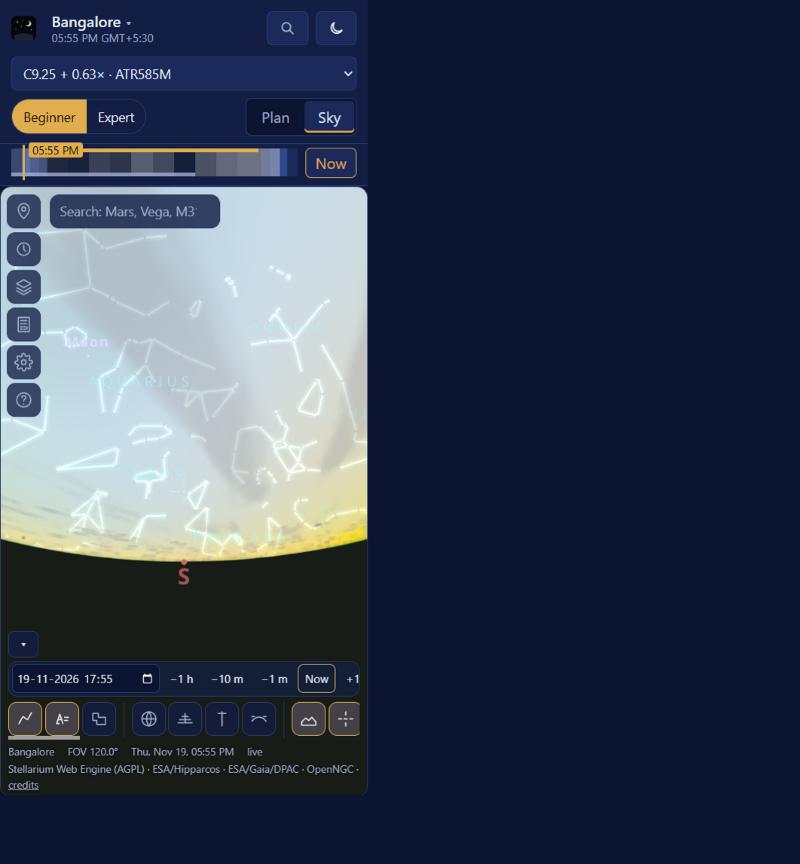 Bangalore
05:55 PM GMT+5:30
C9.25 + 0.63× · ATR585M
Beginner Expert Plan Sky
05:55 PM
Now
Search: Mars, Vega, M3
AQUILA
Moon
AQUARIUS
S
19-11-2026 17:55 −1 h −10 m −1 m Now +1
A
Bangalore FOV 120.0° Thu, Nov 19, 05:55 PM live
Stellarium Web Engine (AGPL) · ESA/Hipparcos · ESA/Gaia/DPAC · OpenNGC ·
credits